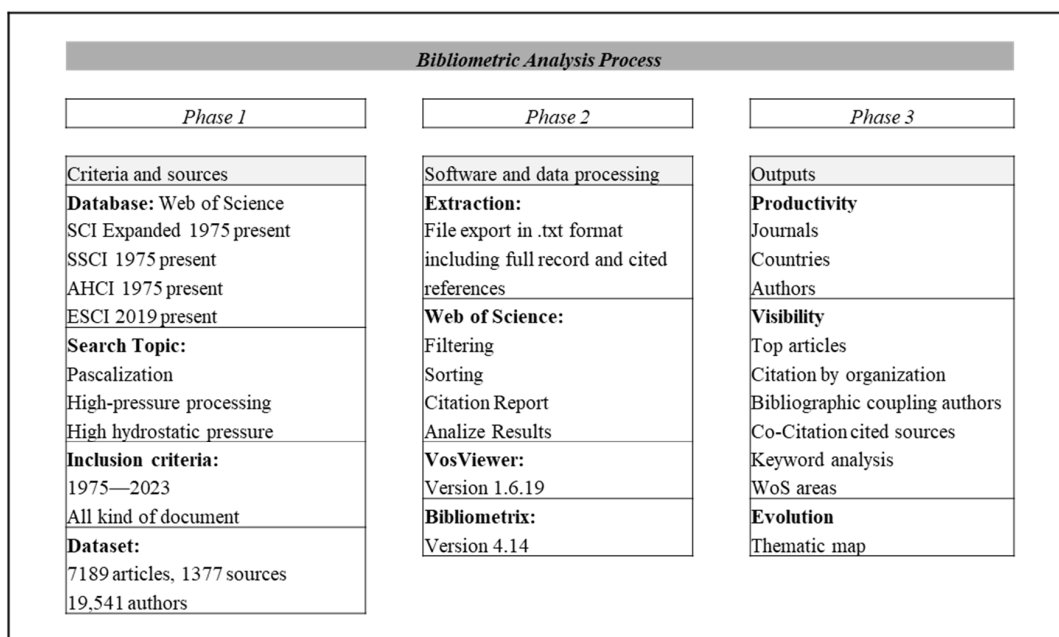 Bibliometric Analysis Process
Phase 1
Phase 2
Phase 3
Criteria and sources
Database: Web of Science
SCI Expanded 1975 present
SSCI 1975 present
AHCI 1975 present
ESCI 2019 present
Search Topic:
Pascalization
High-pressure processing
High hydrostatic pressure
Inclusion criteria:
1975—2023
All kind of document
Dataset:
7189 articles, 1377 sources
19,541 authors
Software and data processing
Extraction:
File export in .txt format
including full record and cited
references
Web of Science:
Filtering
Sorting
Citation Report
Analize Results
VosViewer:
Version 1.6.19
Bibliometrix:
Version 4.14
Outputs
Productivity
Journals
Countries
Authors
Visibility
Top articles
Citation by organization
Bibliographic coupling authors
Co-Citation cited sources
Keyword analysis
WoS areas
Evolution
Thematic map